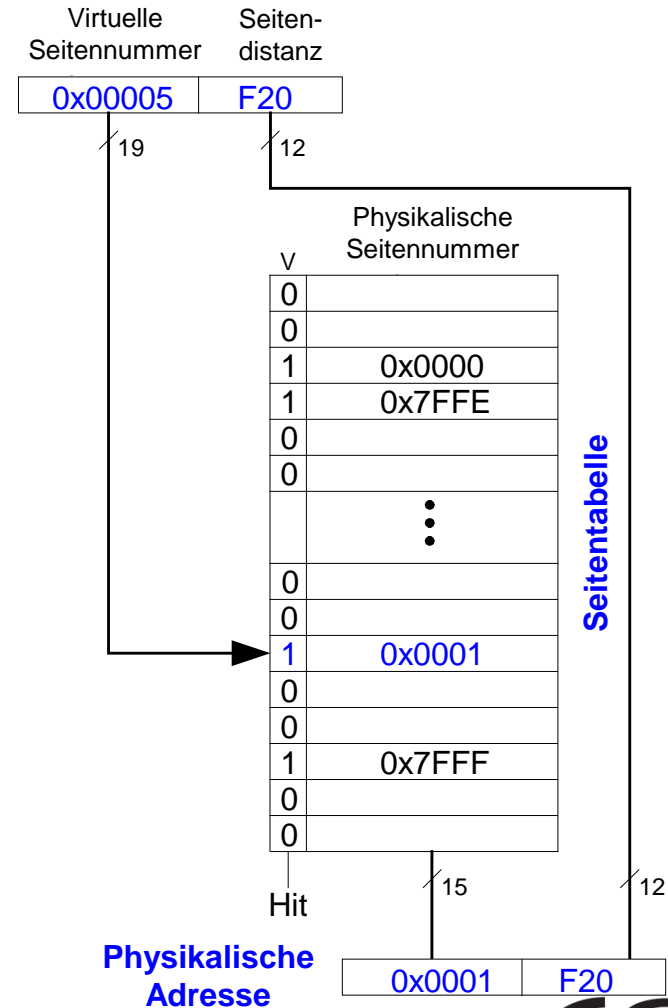 Virtuelle
Seitennummer
Seiten-
distanz
0x00005 F20
19 12
Physikalische
Seitennummer
V
0
0
1 0x0000
1 0x7FFE
0
0
0
0
1 0x0001
0
0
1 0x7FFF
0
0
Seitentabelle
Hit
15 12
Physikalische
Adresse
0x0001 F20